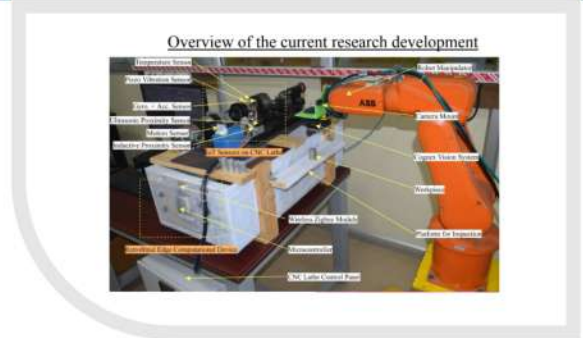 Overview of the current research development
Temperature Sensor
Piezo Vibration Sensor
Gyro. + Acc. Sensor
Ultrasonic Proximity Sensor
Motion Sensor
Inductive Proximity Sensor
IoT Sensors on CNC Lathe
Robot Manipulator
ABB
Camera Mount
Cognex Vision System
Workpiece
Wireless Zigbee Module
Platform for Inspection
Edge Computational Device
Microcontroller
CNC Lathe Control Panel